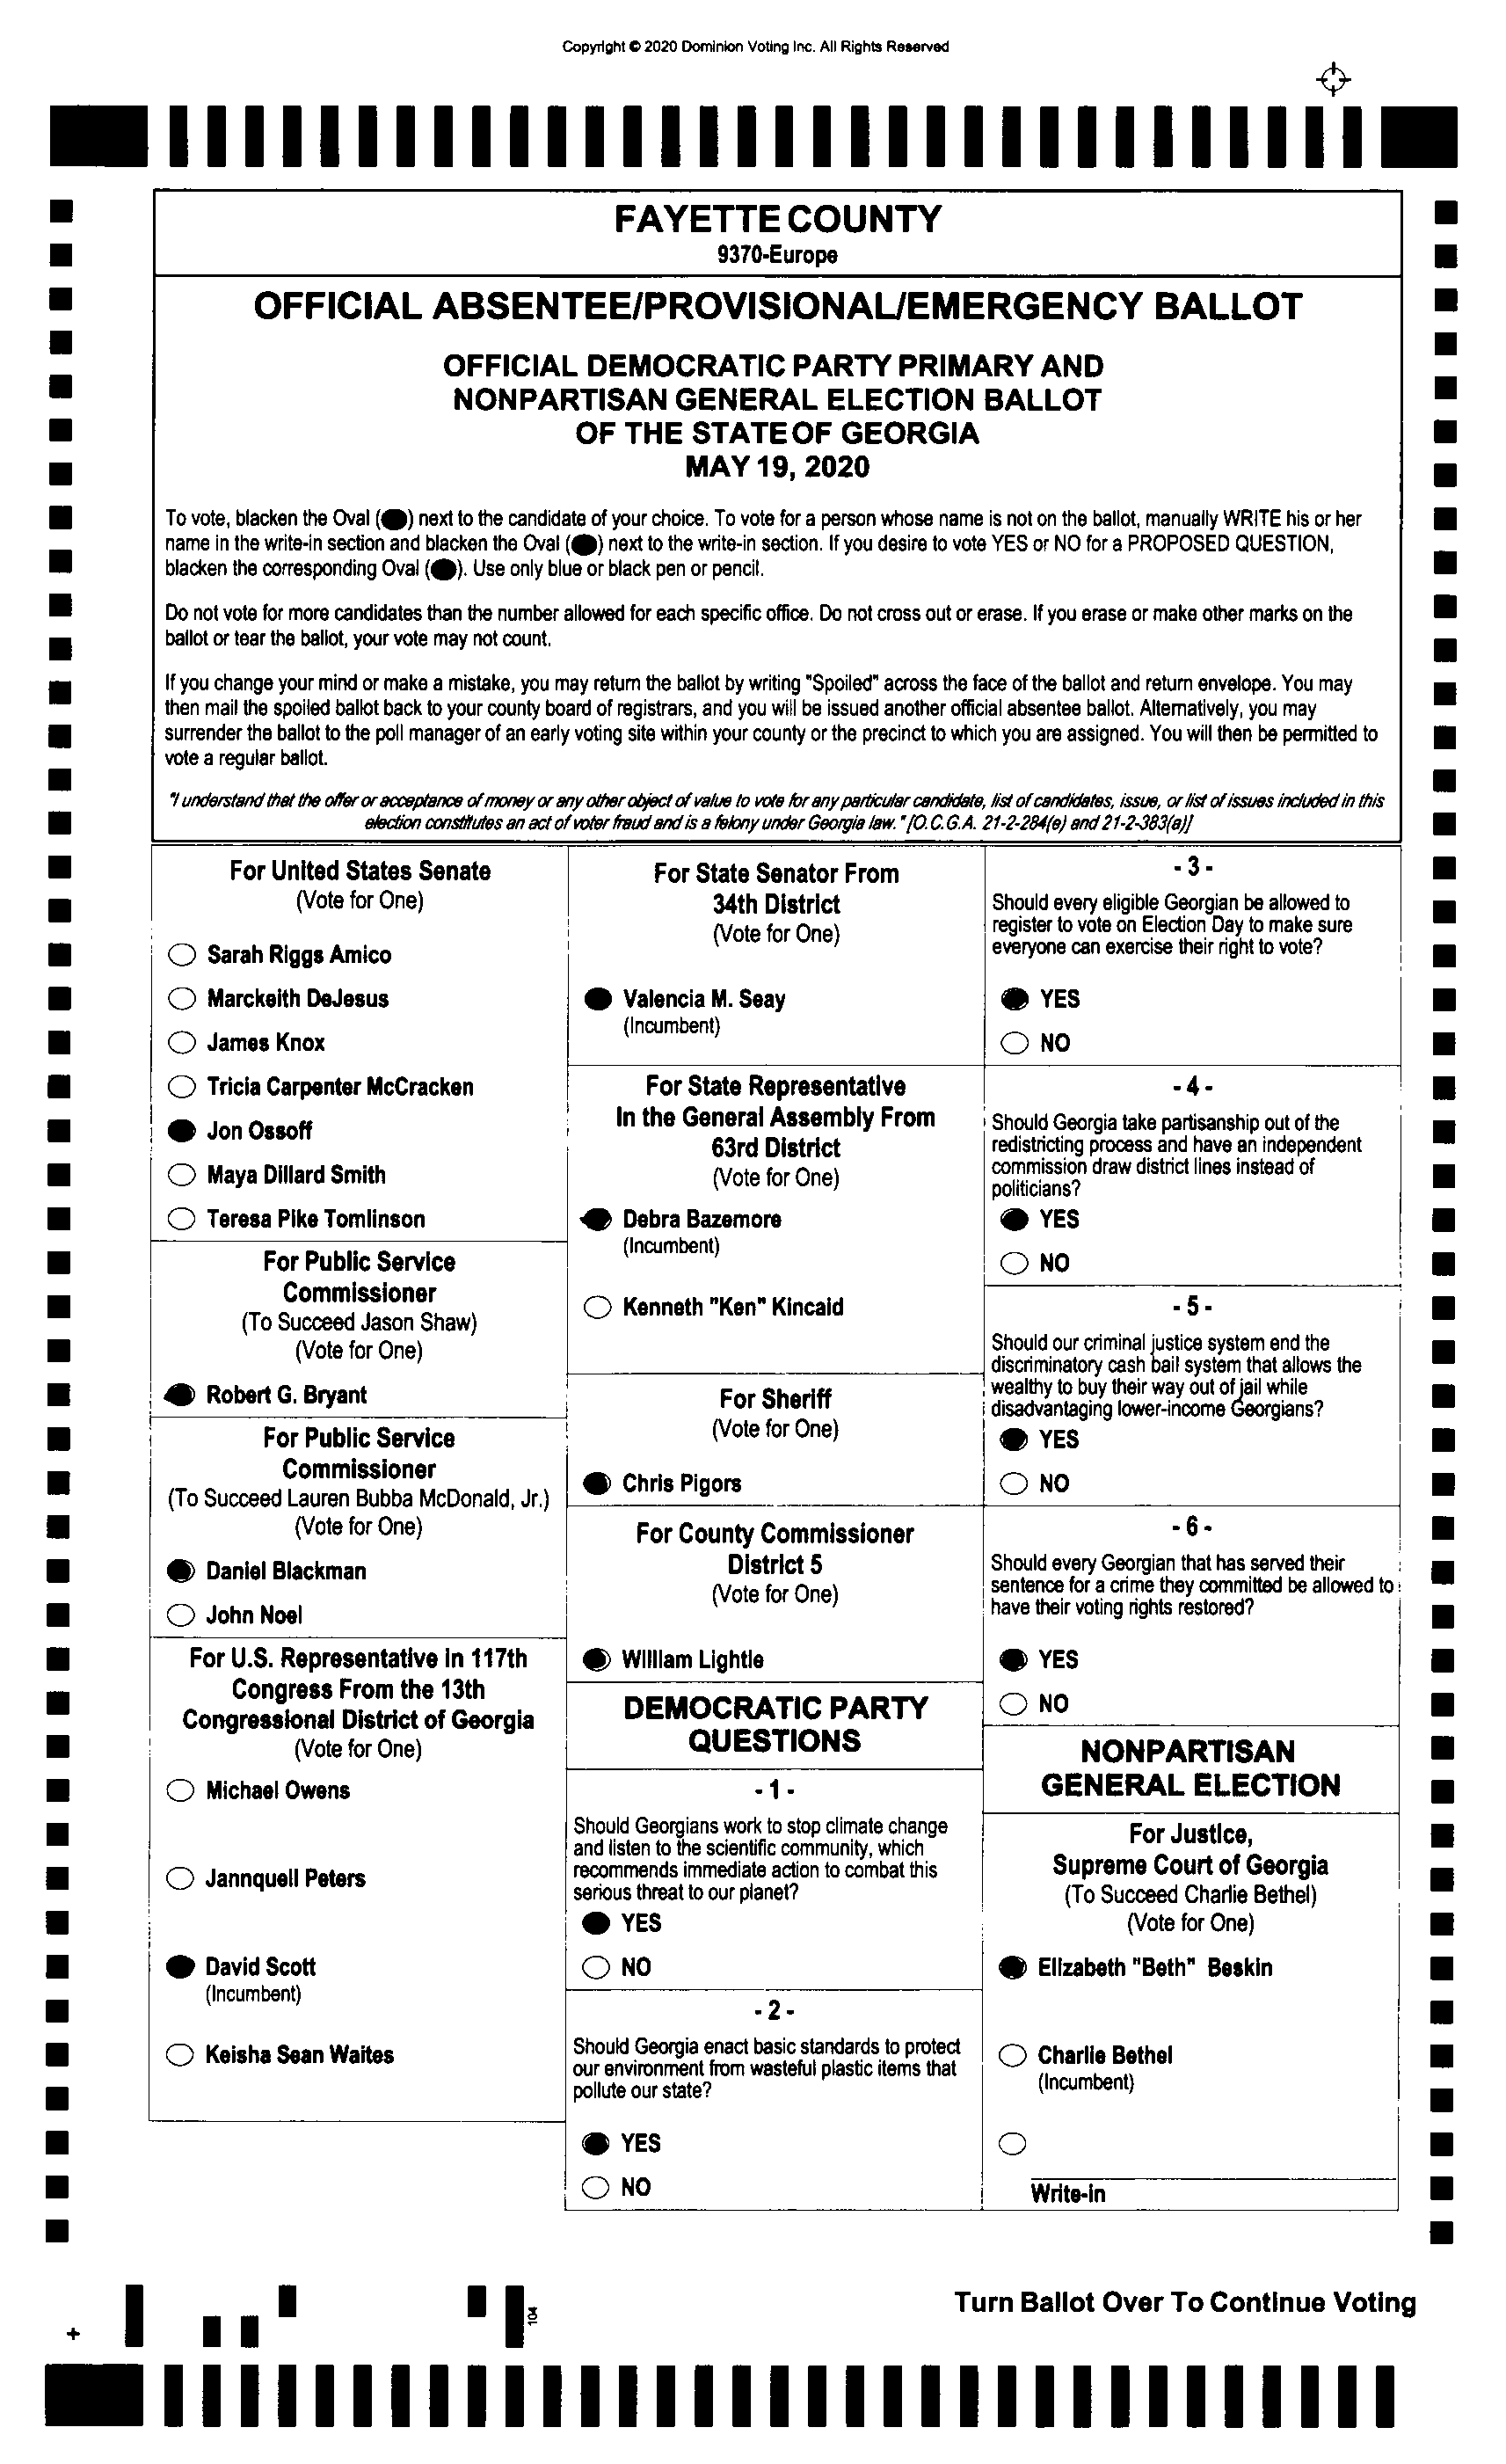 Copyright © 2020 Dominion Voting Inc. All Rights Reserved
FAYETTE COUNTY
9370-Europe
OFFICIAL ABSENTEE/PROVISIONAL/EMERGENCY BALLOT
OFFICIAL DEMOCRATIC PARTY PRIMARY AND
NONPARTISAN GENERAL ELECTION BALLOT
OF THE STATE OF GEORGIA
MAY 19, 2020
To vote, blacken the Oval ( ) next to the candidate of your choice. To vote for a person whose name is not on the ballot, manually WRITE his or her
name in the write-in section and blacken the Oval ( ) next to the write-in section. If you desire to vote YES or NO for a PROPOSED QUESTION,
blacken the corresponding Oval ( ). Use only blue or black pen or pencil.
Do not vote for more candidates than the number allowed for each specific office. Do not cross out or erase. If you erase or make other marks on the
ballot or tear the ballot, your vote may not count.
If you change your mind or make a mistake, you may return the ballot by writing "Spoiled" across the face of the ballot and return envelope. You may
then mail the spoiled ballot back to your county board of registrars, and you will be issued another official absentee ballot. Alternatively, you may
surrender the ballot to the poll manager of an early voting site within your county or the precinct to which you are assigned. You will then be permitted to
vote a regular ballot.
"I understand that the offer or acceptance of money or any other object of value to vote for any particular candidate, list of candidates, issue, or list of issues included in this
election constitutes an act of voter fraud and is a felony under Georgia law." [O.C.G.A. 21-2-284(e) and 21-2-383(a)]
For United States Senate
(Vote for One)
Sarah Riggs Amico
Marckeith DeJesus
James Knox
Tricia Carpenter McCracken
Jon Ossoff
Maya Dillard Smith
Teresa Pike Tomlinson
For Public Service
Commissioner
(To Succeed Jason Shaw)
(Vote for One)
Robert G. Bryant
For Public Service
Commissioner
(To Succeed Lauren Bubba McDonald, Jr.)
(Vote for One)
Daniel Blackman
John Noel
For U.S. Representative in 117th
Congress From the 13th
Congressional District of Georgia
(Vote for One)
Michael Owens
Jannquell Peters
David Scott
(Incumbent)
Keisha Sean Waites
For State Senator From
34th District
(Vote for One)
Valencia M. Seay
(Incumbent)
For State Representative
In the General Assembly From
63rd District
(Vote for One)
Debra Bazemore
(Incumbent)
Kenneth "Ken" Kincaid
For Sheriff
(Vote for One)
Chris Pigors
For County Commissioner
District 5
(Vote for One)
William Lightle
DEMOCRATIC PARTY
QUESTIONS
- 1 -
Should Georgians work to stop climate change
and listen to the scientific community, which
recommends immediate action to combat this
serious threat to our planet?
YES
NO
- 2 -
Should Georgia enact basic standards to protect
our environment from wasteful plastic items that
pollute our state?
YES
NO
- 3 -
Should every eligible Georgian be allowed to
register to vote on Election Day to make sure
everyone can exercise their right to vote?
YES
NO
- 4 -
Should Georgia take partisanship out of the
redistricting process and have an independent
commission draw district lines instead of
politicians?
YES
NO
- 5 -
Should our criminal justice system end the
discriminatory cash bail system that allows the
wealthy to buy their way out of jail while
disadvantaging lower-income Georgians?
YES
NO
- 6 -
Should every Georgian that has served their
sentence for a crime they committed be allowed to
have their voting rights restored?
YES
NO
NONPARTISAN
GENERAL ELECTION
For Justice,
Supreme Court of Georgia
(To Succeed Charlie Bethel)
(Vote for One)
Elizabeth "Beth" Beskin
Charlie Bethel
(Incumbent)
Write-in
104
Turn Ballot Over To Continue Voting